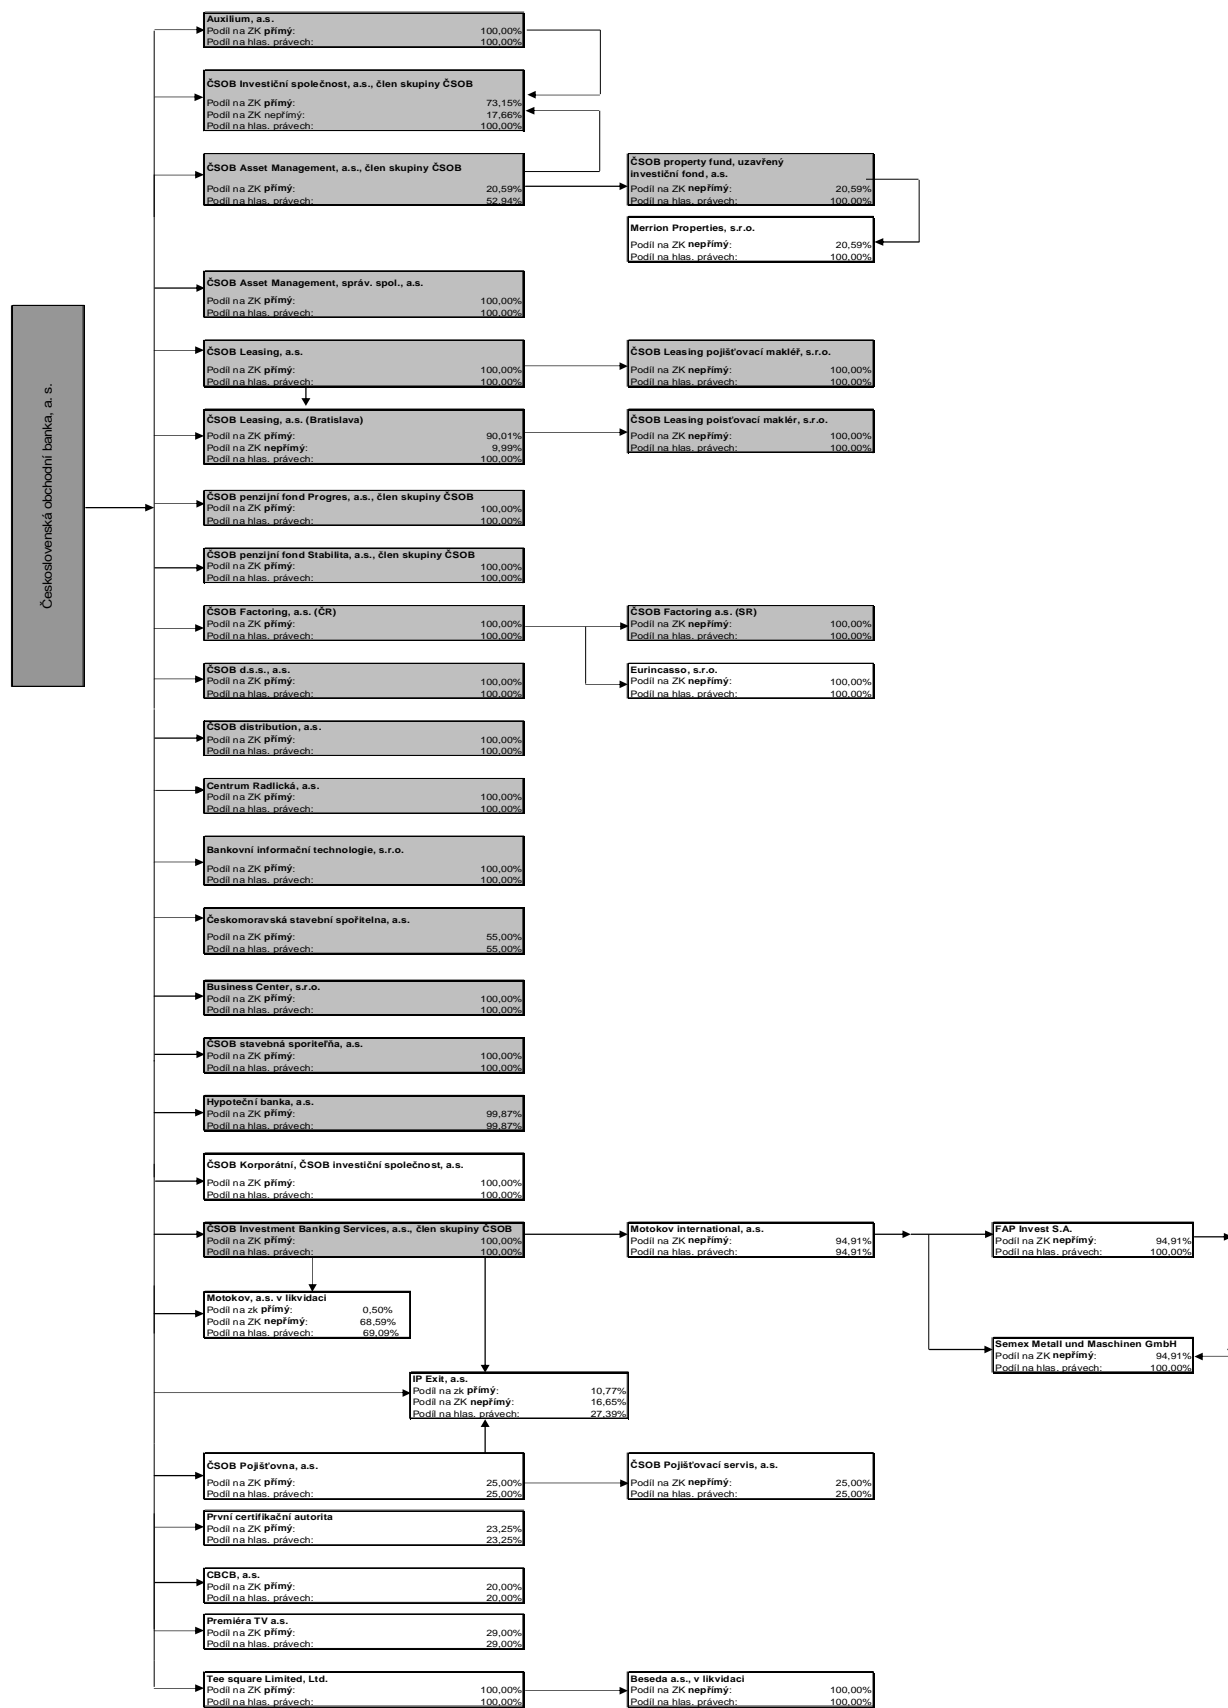 Československá obchodní banka, a. s.
Auxilium, a.s.
Podíl na ZK přímý: 100,00%
Podíl na hlas. právech: 100,00%
ČSOB Investiční společnost, a.s., člen skupiny ČSOB
Podíl na ZK přímý: 73,15%
Podíl na ZK nepřímý: 17,66%
Podíl na hlas. právech: 100,00%
ČSOB Asset Management, a.s., člen skupiny ČSOB
Podíl na ZK přímý: 20,59%
Podíl na hlas. právech: 52,94%
ČSOB property fund, uzavřený
investiční fond, a.s.
Podíl na ZK nepřímý: 20,59%
Podíl na hlas. právech: 100,00%
Merrion Properties, s.r.o.
Podíl na ZK nepřímý: 20,59%
Podíl na hlas. právech: 100,00%
ČSOB Asset Management, správ. spol., a.s.
Podíl na ZK přímý: 100,00%
Podíl na hlas. právech: 100,00%
ČSOB Leasing, a.s.
Podíl na ZK přímý: 100,00%
Podíl na hlas. právech: 100,00%
ČSOB Leasing pojišťovací makléř, s.r.o.
Podíl na ZK nepřímý: 100,00%
Podíl na hlas. právech: 100,00%
ČSOB Leasing, a.s. (Bratislava)
Podíl na ZK přímý: 90,01%
Podíl na ZK nepřímý: 9,99%
Podíl na hlas. právech: 100,00%
ČSOB Leasing poisťovací maklér, s.r.o.
Podíl na ZK nepřímý: 100,00%
Podíl na hlas. právech: 100,00%
ČSOB penzijní fond Progres, a.s., člen skupiny ČSOB
Podíl na ZK přímý: 100,00%
Podíl na hlas. právech: 100,00%
ČSOB penzijní fond Stabilita, a.s., člen skupiny ČSOB
Podíl na ZK přímý: 100,00%
Podíl na hlas. právech: 100,00%
ČSOB Factoring, a.s. (ČR)
Podíl na ZK přímý: 100,00%
Podíl na hlas. právech: 100,00%
ČSOB Factoring a.s. (SR)
Podíl na ZK nepřímý: 100,00%
Podíl na hlas. právech: 100,00%
ČSOB d.s.s., a.s.
Podíl na ZK přímý: 100,00%
Podíl na hlas. právech: 100,00%
Eurincasso, s.r.o.
Podíl na ZK nepřímý: 100,00%
Podíl na hlas. právech: 100,00%
ČSOB distribution, a.s.
Podíl na ZK přímý: 100,00%
Podíl na hlas. právech: 100,00%
Centrum Radlická, a.s.
Podíl na ZK přímý: 100,00%
Podíl na hlas. právech: 100,00%
Bankovní informační technologie, s.r.o.
Podíl na ZK přímý: 100,00%
Podíl na hlas. právech: 100,00%
Českomoravská stavební spořitelna, a.s.
Podíl na ZK přímý: 55,00%
Podíl na hlas. právech: 55,00%
Business Center, s.r.o.
Podíl na ZK přímý: 100,00%
Podíl na hlas. právech: 100,00%
ČSOB stavebná sporiteľňa, a.s.
Podíl na ZK přímý: 100,00%
Podíl na hlas. právech: 100,00%
Hypoteční banka, a.s.
Podíl na ZK přímý: 99,87%
Podíl na hlas. právech: 99,87%
ČSOB Korporátní, ČSOB investiční společnost, a.s.
Podíl na ZK přímý: 100,00%
Podíl na hlas. právech: 100,00%
ČSOB Investment Banking Services, a.s., člen skupiny ČSOB
Podíl na ZK přímý: 100,00%
Podíl na hlas. právech: 100,00%
Motokov international, a.s.
Podíl na ZK nepřímý: 94,91%
Podíl na hlas. právech: 94,91%
FAP Invest S.A.
Podíl na ZK nepřímý: 94,91%
Podíl na hlas. právech: 100,00%
Motokov, a.s. v likvidaci
Podíl na zk přímý: 0,50%
Podíl na ZK nepřímý: 68,59%
Podíl na hlas. právech: 69,09%
Semex Metall und Maschinen GmbH
Podíl na ZK nepřímý: 94,91%
Podíl na hlas. právech: 100,00%
IP Exit, a.s.
Podíl na zk přímý: 10,77%
Podíl na ZK nepřímý: 16,65%
Podíl na hlas. právech: 27,39%
ČSOB Pojišťovna, a.s.
Podíl na ZK přímý: 25,00%
Podíl na hlas. právech: 25,00%
ČSOB Pojišťovací servis, a.s.
Podíl na ZK nepřímý: 25,00%
Podíl na hlas. právech: 25,00%
První certifikační autorita
Podíl na ZK přímý: 23,25%
Podíl na hlas. právech: 23,25%
CBCB, a.s.
Podíl na ZK přímý: 20,00%
Podíl na hlas. právech: 20,00%
Premiéra TV a.s.
Podíl na ZK přímý: 29,00%
Podíl na hlas. právech: 29,00%
Tee square Limited, Ltd.
Podíl na ZK přímý: 100,00%
Podíl na hlas. právech: 100,00%
Beseda a.s., v likvidaci
Podíl na ZK nepřímý: 100,00%
Podíl na hlas. právech: 100,00%